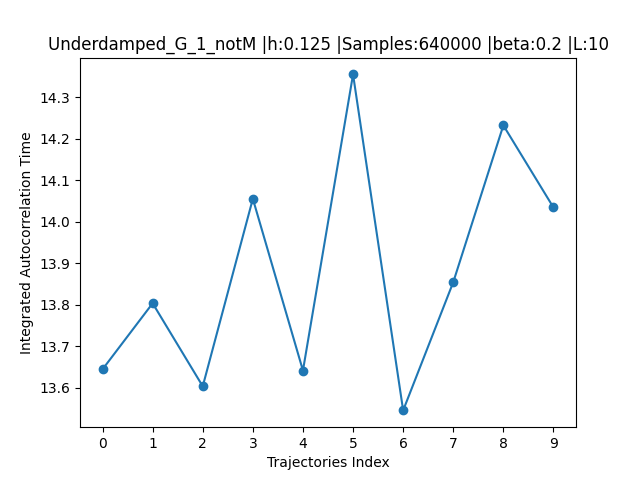 Underdamped_G_1_notM |h:0.125 |Samples:640000 |beta:0.2 |L:10
Integrated Autocorrelation Time
14.3
14.2
14.1
14.0
13.9
13.8
13.7
13.6
0 1 2 3 4 5 6 7 8 9
Trajectories Index